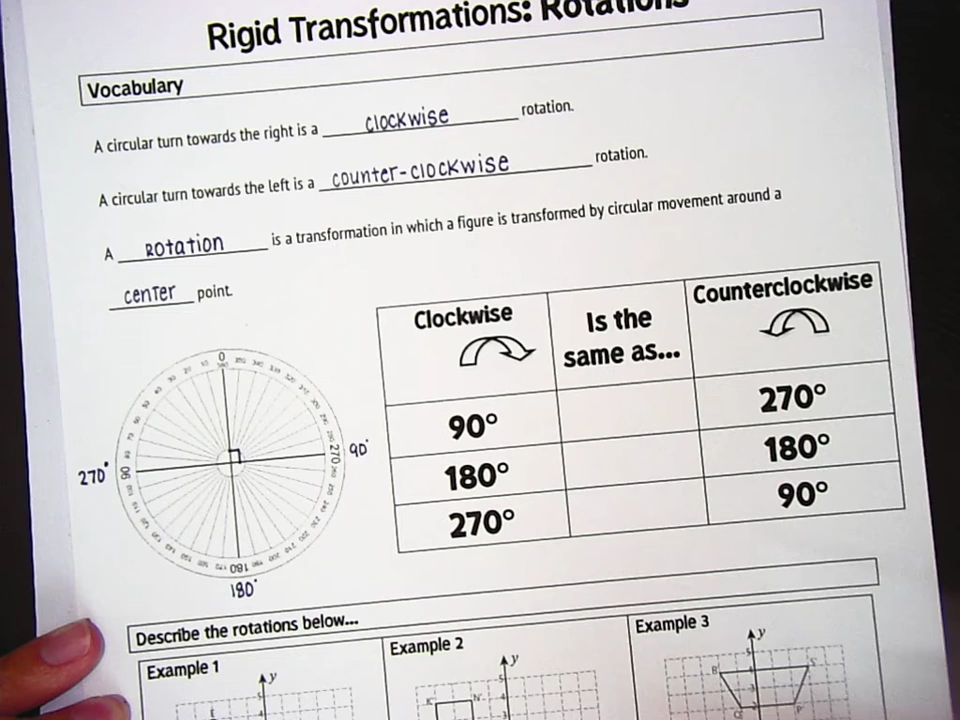 Rigid Transformations: Rotations
Vocabulary
A circular turn towards the right is a clockwise rotation.
A circular turn towards the left is a counter-clockwise rotation.
A Rotation is a transformation in which a figure is transformed by circular movement around a
center point.
Clockwise
Is the
same as...
Counterclockwise
90° 270°
180° 180°
270° 90°
0
90
180
270
90°
180°
270°
Describe the rotations below...
Example 1
Example 2
Example 3
y
y
y